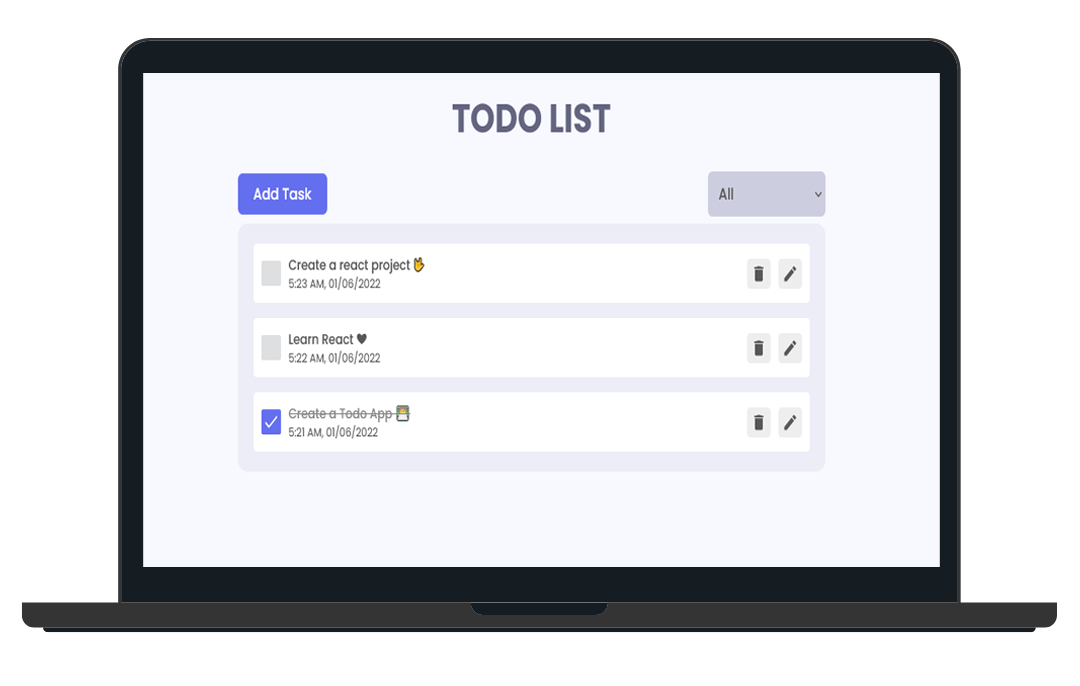 TODO LIST
Add Task
All
Create a react project 🤟
5:23 AM, 01/06/2022
Learn React ♥
5:22 AM, 01/06/2022
Create a Todo App 👨‍💻
5:21 AM, 01/06/2022